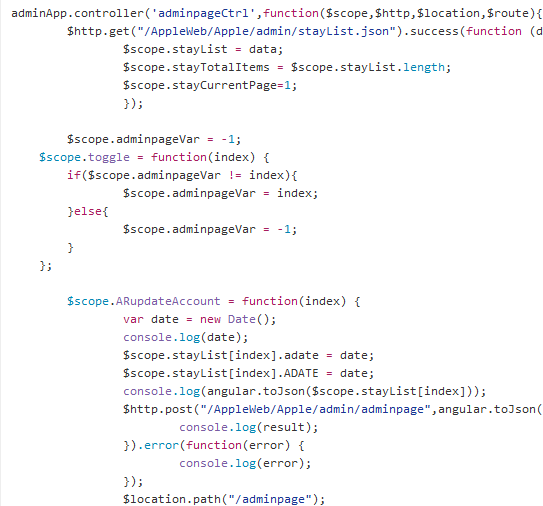 adminApp.controller('adminpageCtrl',function($scope,$http,$location,$route){
$http.get("/AppleWeb/Apple/admin/stayList.json").success(function (d
$scope.stayList = data;
$scope.stayTotalItems = $scope.stayList.length;
$scope.stayCurrentPage=1;
});
$scope.adminpageVar = -1;
$scope.toggle = function(index) {
if($scope.adminpageVar != index){
$scope.adminpageVar = index;
}else{
$scope.adminpageVar = -1;
}
};
$scope.ARupdateAccount = function(index) {
var date = new Date();
console.log(date);
$scope.stayList[index].adate = date;
$scope.stayList[index].ADATE = date;
console.log(angular.toJson($scope.stayList[index]));
$http.post("/AppleWeb/Apple/admin/adminpage",angular.toJson(
console.log(result);
}).error(function(error) {
console.log(error);
});
$location.path("/adminpage");